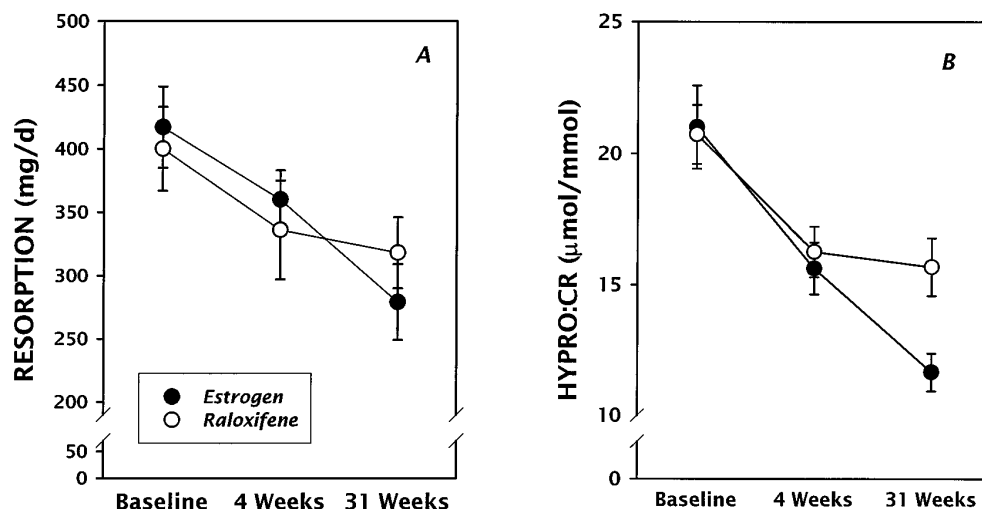 A
RESORPTION (mg/d)
500
450
400
350
300
250
200
50
0
Estrogen
Raloxifene
Baseline 4 Weeks 31 Weeks
B
HYPRO:CR (μmol/mmol)
25
20
15
10
0
Baseline 4 Weeks 31 Weeks